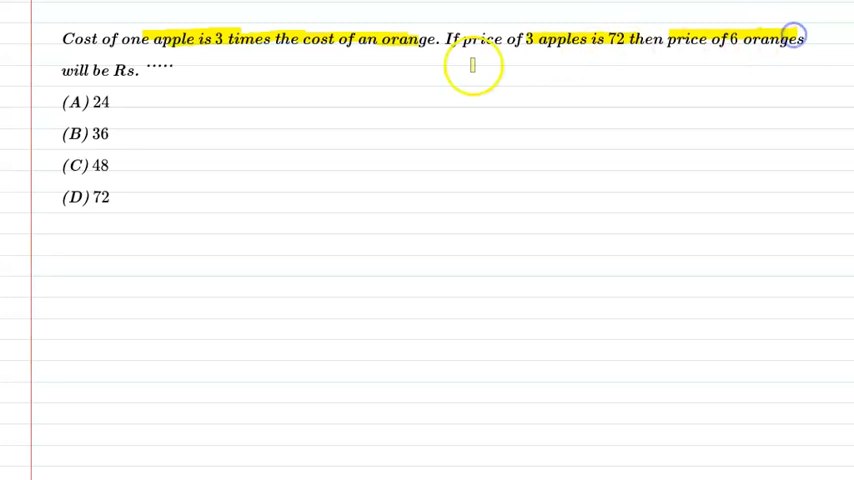 Cost of one apple is 3 times the cost of an orange. If price of 3 apples is 72 then price of 6 oranges
will be Rs. .....
(A) 24
(B) 36
(C) 48
(D) 72